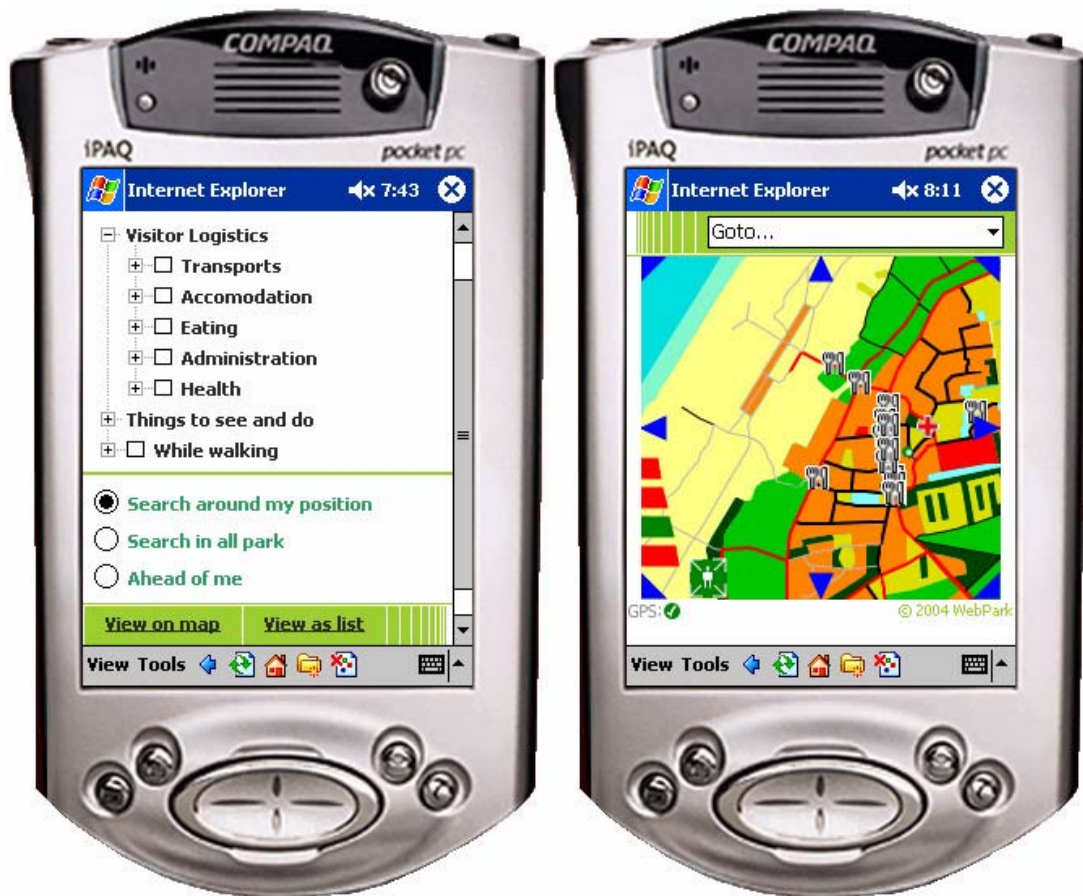 COMPAQ
iPAQ pocket pc
Internet Explorer 7:43
Visitor Logistics
Transports
Accomodation
Eating
Administration
Health
Things to see and do
While walking
Search around my position
Search in all park
Ahead of me
View on map View as list
View Tools
COMPAQ
iPAQ pocket pc
Internet Explorer 8:11
Goto...
GPS: © 2004 WebPark
View Tools